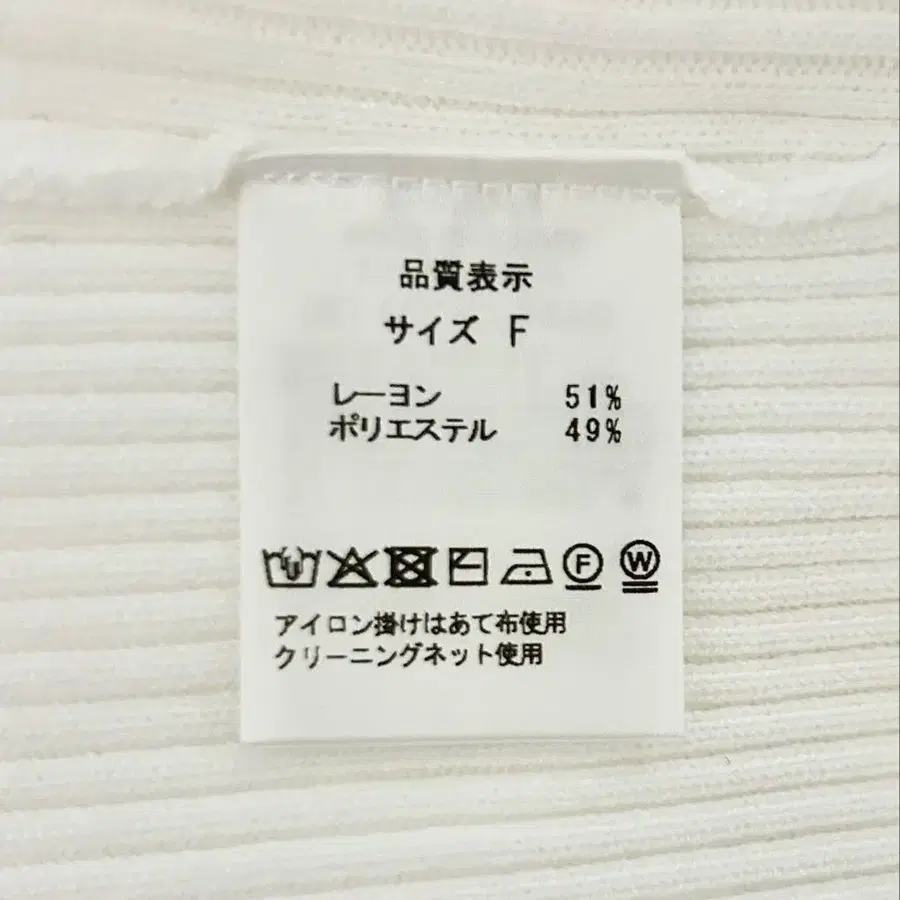 品質表示
サイズ F
レーヨン 51%
ポリエステル 49%
F W
アイロン掛けはあて布使用
クリーニングネット使用